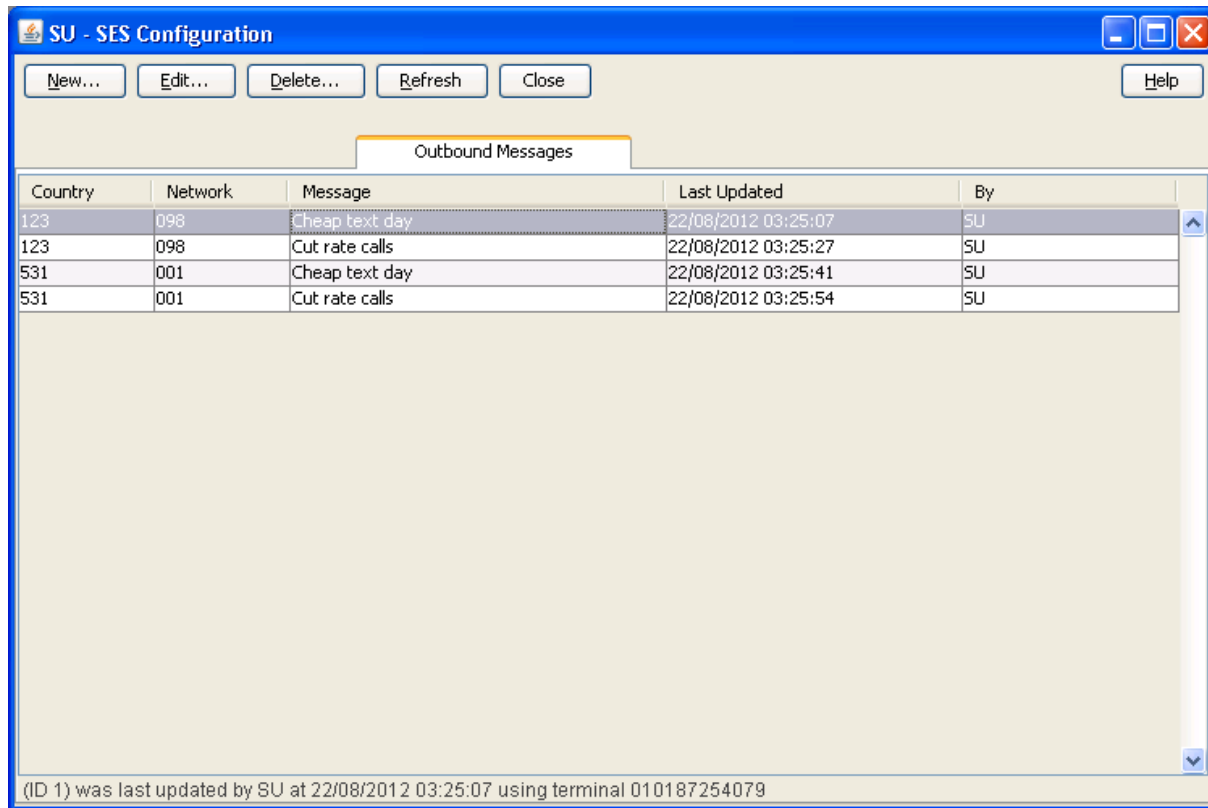 SU - SES Configuration
New... Edit... Delete... Refresh Close Help
Outbound Messages
Country Network Message Last Updated By
123 098 Cheap text day 22/08/2012 03:25:07 SU
123 098 Cut rate calls 22/08/2012 03:25:27 SU
531 001 Cheap text day 22/08/2012 03:25:41 SU
531 001 Cut rate calls 22/08/2012 03:25:54 SU
(ID 1) was last updated by SU at 22/08/2012 03:25:07 using terminal 010187254079